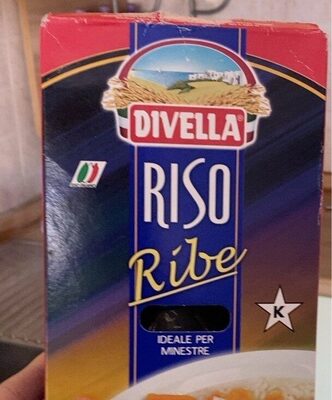 DIVELLA
RISO
Ribe
K
IDEALE PER
MINESTRE